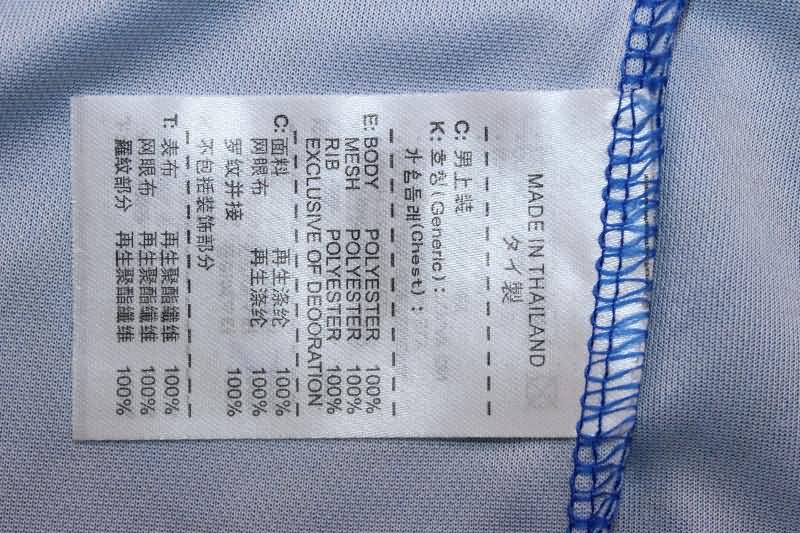 MADE IN THAILAND
タイ製
C: 男上装
K: 호칭(Generic):
가슴둘레(Chest):
E: BODY POLYESTER 100%
MESH POLYESTER 100%
RIB POLYESTER 100%
EXCLUSIVE OF DECORATION
C: 面料 再生涤纶 100%
网眼布 再生涤纶 100%
罗纹拼接 100%
不包括装饰部分
T: 表布 再生聚酯纖维 100%
网眼布 再生聚酯纖维 100%
羅紋部分 再生聚酯纖维 100%